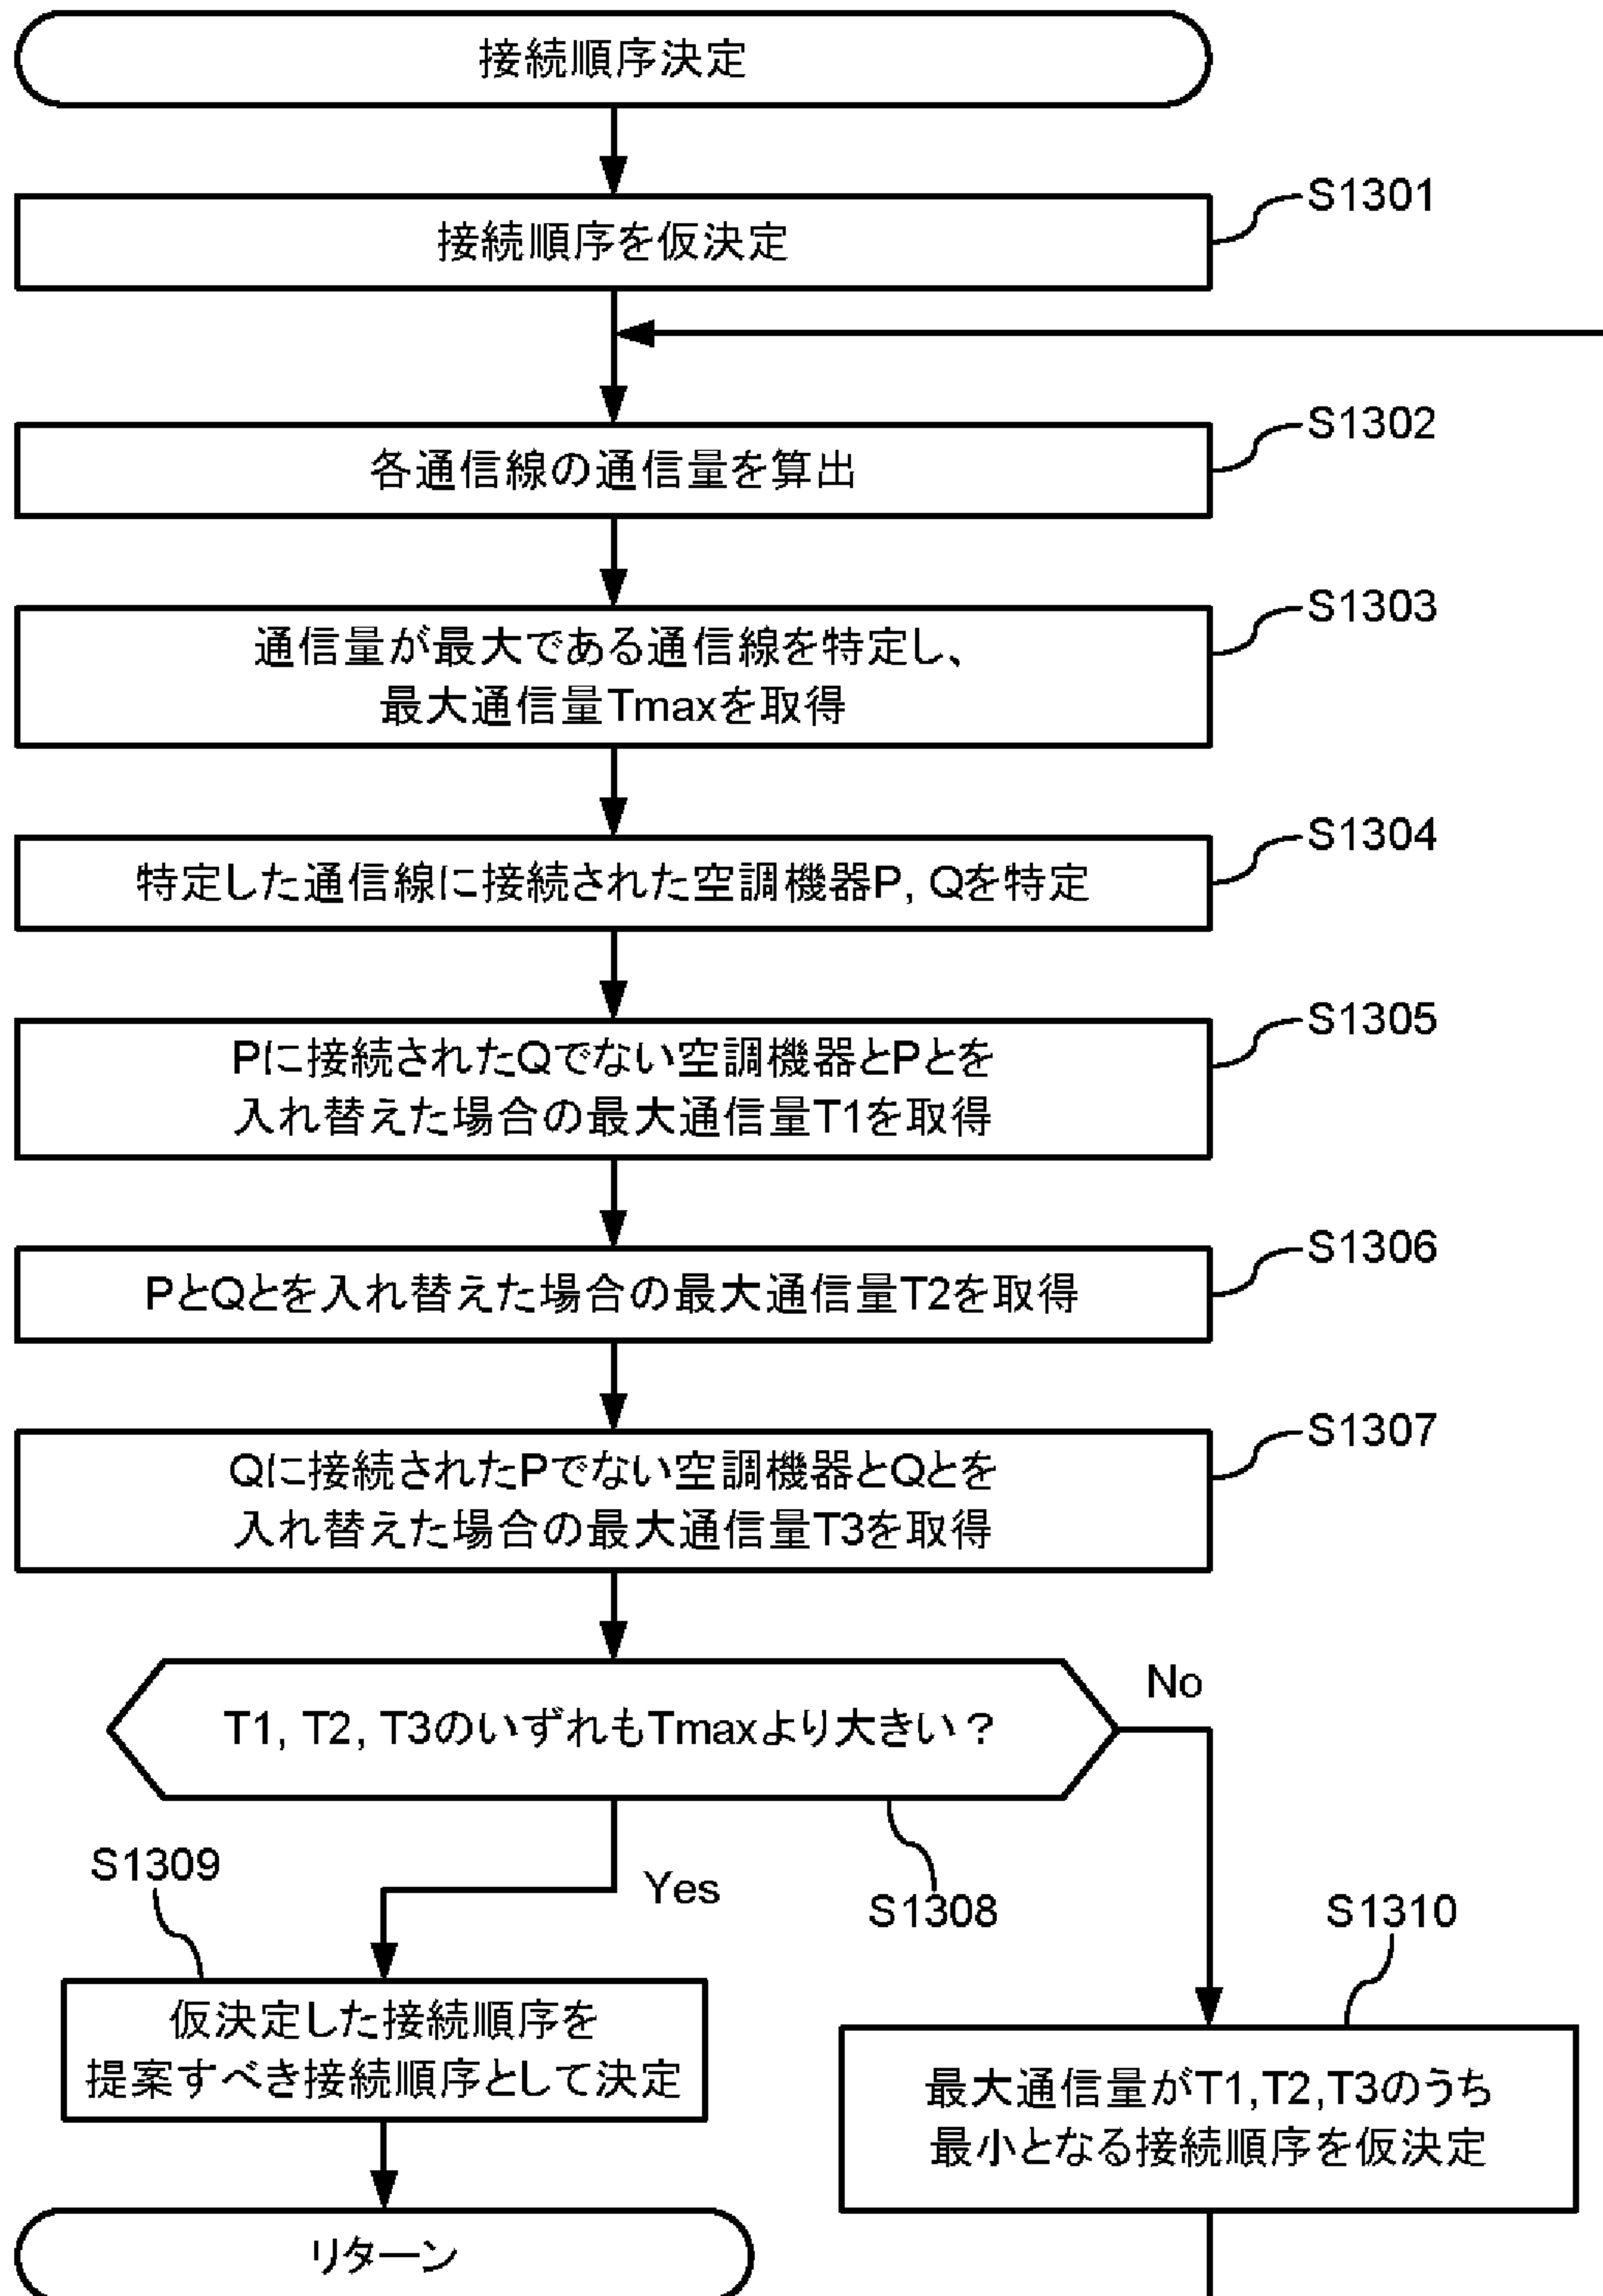 接続順序決定
接続順序を仮決定
S1301
各通信線の通信量を算出
S1302
通信量が最大である通信線を特定し、
最大通信量Tmaxを取得
S1303
特定した通信線に接続された空調機器P, Qを特定
S1304
Pに接続されたQでない空調機器とPとを
入れ替えた場合の最大通信量T1を取得
S1305
PとQとを入れ替えた場合の最大通信量T2を取得
S1306
Qに接続されたPでない空調機器とQとを
入れ替えた場合の最大通信量T3を取得
S1307
T1, T2, T3のいずれもTmaxより大きい？
No
S1308
Yes
S1309
仮決定した接続順序を
提案すべき接続順序として決定
S1310
最大通信量がT1,T2,T3のうち
最小となる接続順序を仮決定
リターン